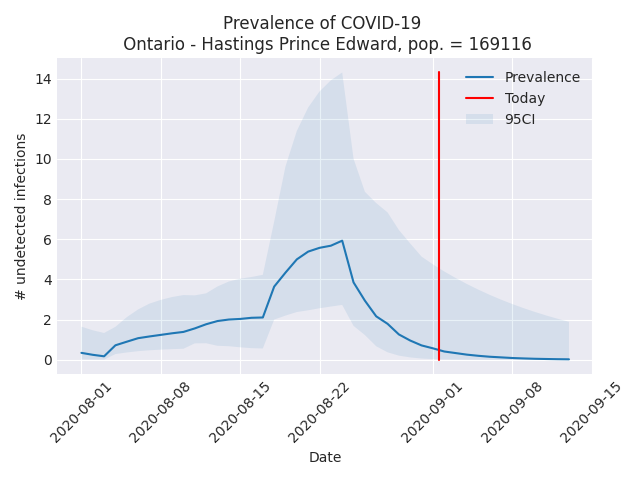 Prevalence of COVID-19
Ontario - Hastings Prince Edward, pop. = 169116
14
12
10
8
6
4
2
0
# undetected infections
Prevalence
Today
95CI
2020-08-01
2020-08-08
2020-08-15
2020-08-22
2020-09-01
2020-09-08
2020-09-15
Date